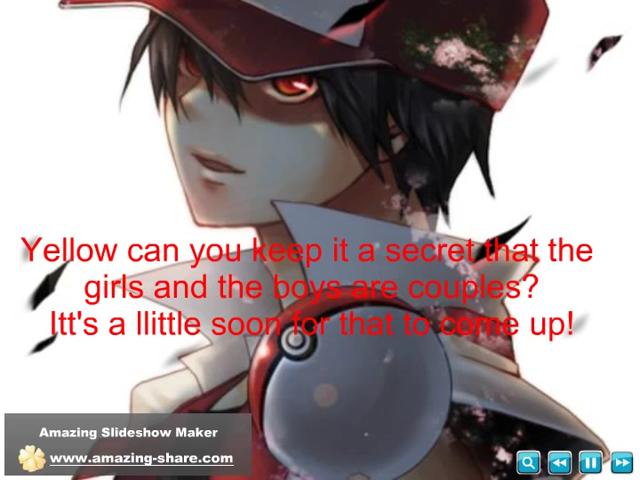 Yellow can you keep it a secret that the
girls and the boys are couples?
Itt's a llittle soon for that to come up!
Amazing Slideshow Maker
www.amazing-share.com